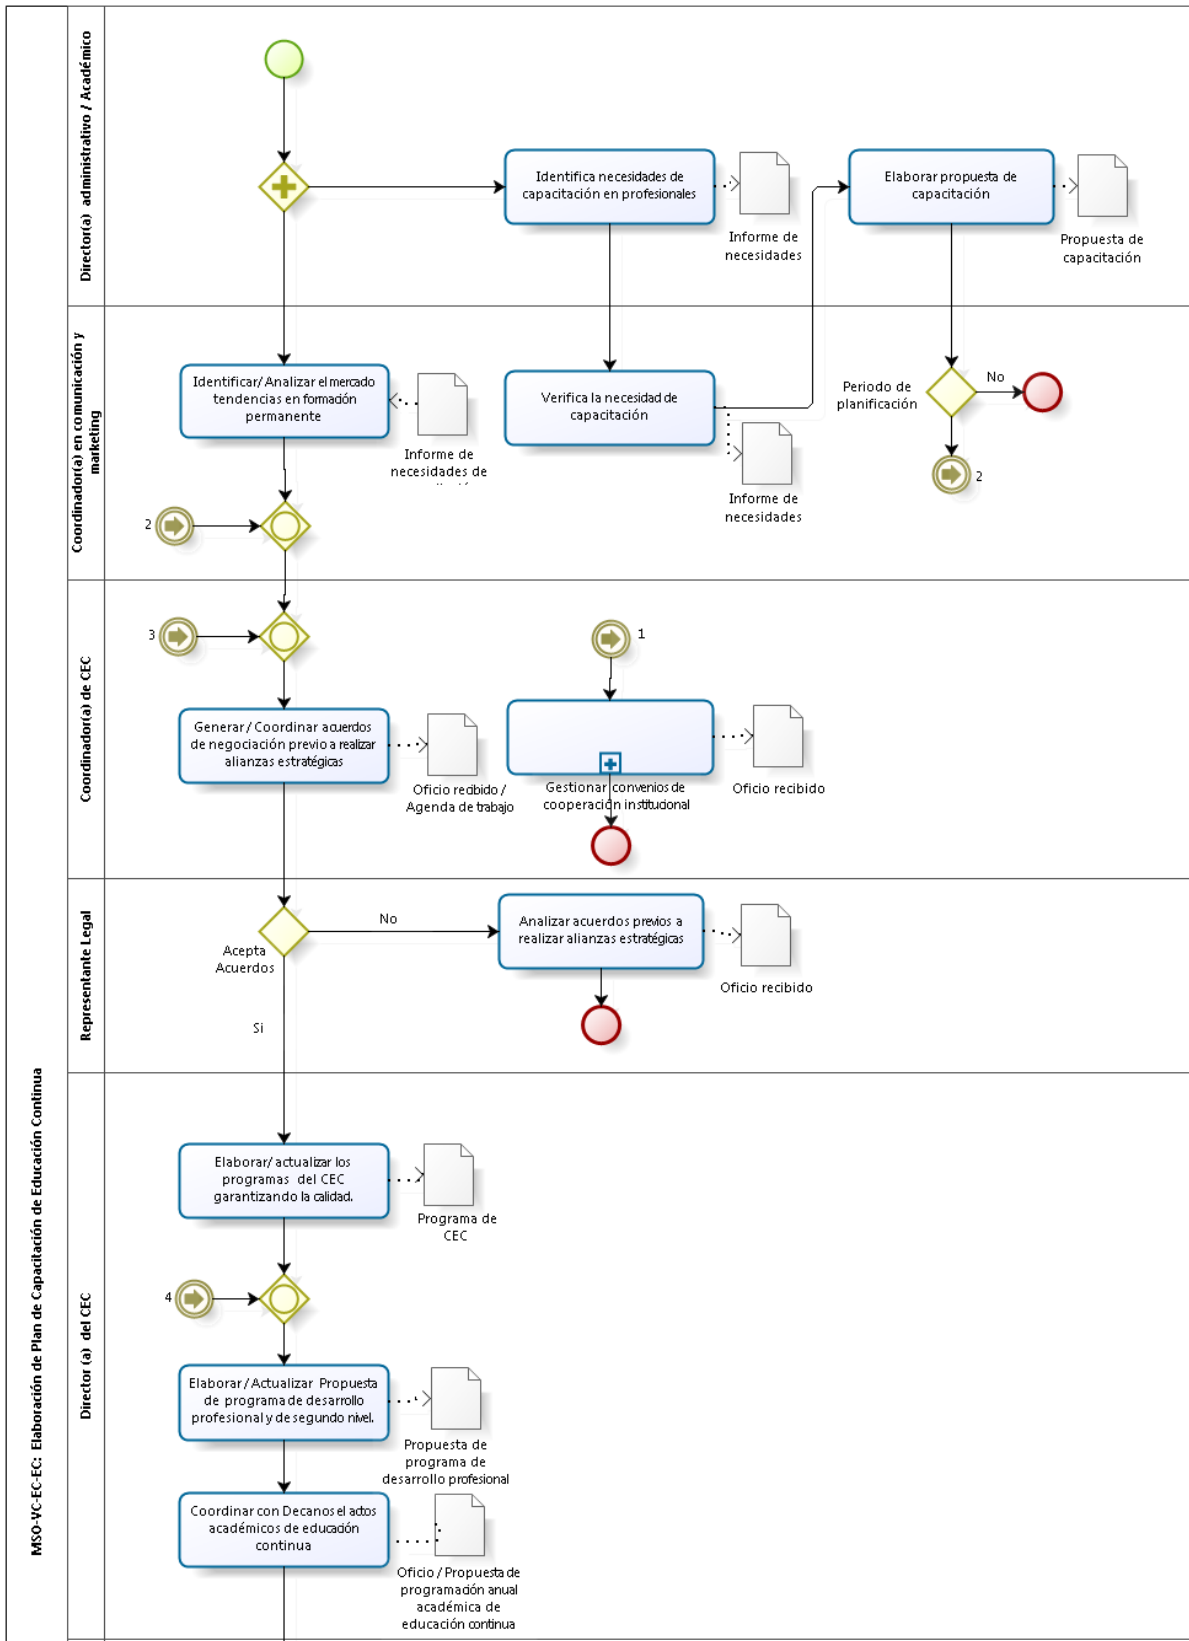 MSO-VC-EC-EC: Elaboración de Plan de Capacitación de Educación Continua
Director(a) administrativo / Académico
Identifica necesidades de
capacitación en profesionales
Informe de
necesidades
Elaborar propuesta de
capacitación
Propuesta de
capacitación
Coordinador(a) en comunicación y
marketing
Identificar/ Analizar el mercado
tendencias en formación
permanente
Informe de
necesidades de
Verifica la necesidad de
capacitación
Informe de
necesidades
Periodo de
planificación
No
2
2
Coordinador(a) de CEC
3
1
Generar / Coordinar acuerdos
de negociación previo a realizar
alianzas estratégicas
Oficio recibido /
Agenda de trabajo
Gestionar convenios de
cooperación institucional
Oficio recibido
Representante Legal
Acepta
Acuerdos
No
Si
Analizar acuerdos previos a
realizar alianzas estratégicas
Oficio recibido
Director (a) del CEC
Elaborar/ actualizar los
programas del CEC
garantizando la calidad.
Programa de
CEC
4
Elaborar / Actualizar Propuesta
de programa de desarrollo
profesional y de segundo nivel.
Propuesta de
programa de
desarrollo profesional
Coordinar con Decanos el actos
académicos de educación
continua
Oficio / Propuesta de
programación anual
académica de
educación continua